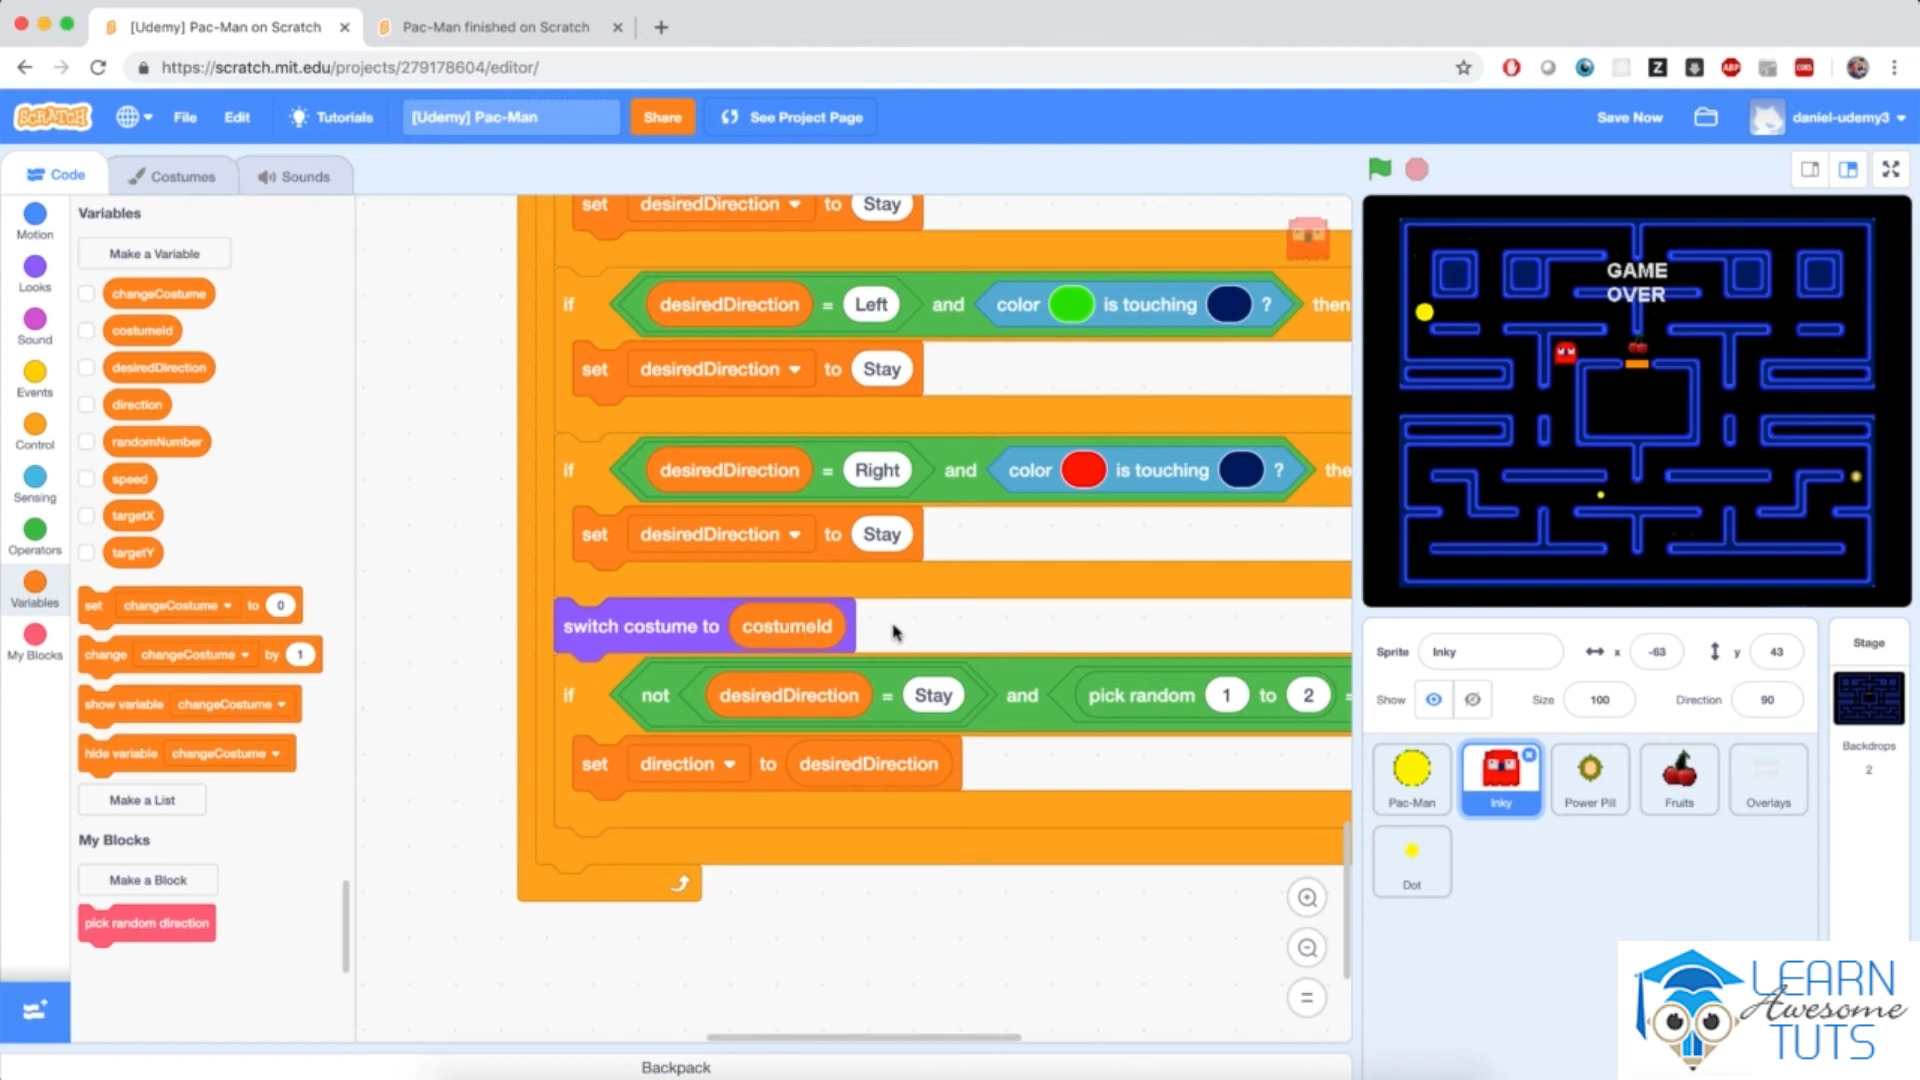 [Udemy] Pac-Man on Scratch
Pac-Man finished on Scratch
https://scratch.mit.edu/projects/279178604/editor/
Z ABP CORS
SCRATCH File Edit Tutorials [Udemy] Pac-Man Share See Project Page Save Now daniel-udemy3
Code Costumes Sounds
Motion
Looks
Sound
Events
Control
Sensing
Operators
Variables
My Blocks
Variables
Make a Variable
changeCostume
costumeId
desiredDirection
direction
randomNumber
speed
targetX
targetY
set changeCostume to 0
change changeCostume by 1
show variable changeCostume
hide variable changeCostume
Make a List
My Blocks
Make a Block
pick random direction
set desiredDirection to Stay
if desiredDirection = Left and color is touching ? then
set desiredDirection to Stay
if desiredDirection = Right and color is touching ? the
set desiredDirection to Stay
switch costume to costumeId
if not desiredDirection = Stay and pick random 1 to 2 =
set direction to desiredDirection
Backpack
GAME
OVER
Sprite Inky x -63 y 43
Show Size 100 Direction 90
Pac-Man
Inky
Power Pill
Fruits
Overlays
Dot
Stage
Backdrops
2
LEARN
Awesome
TUTS